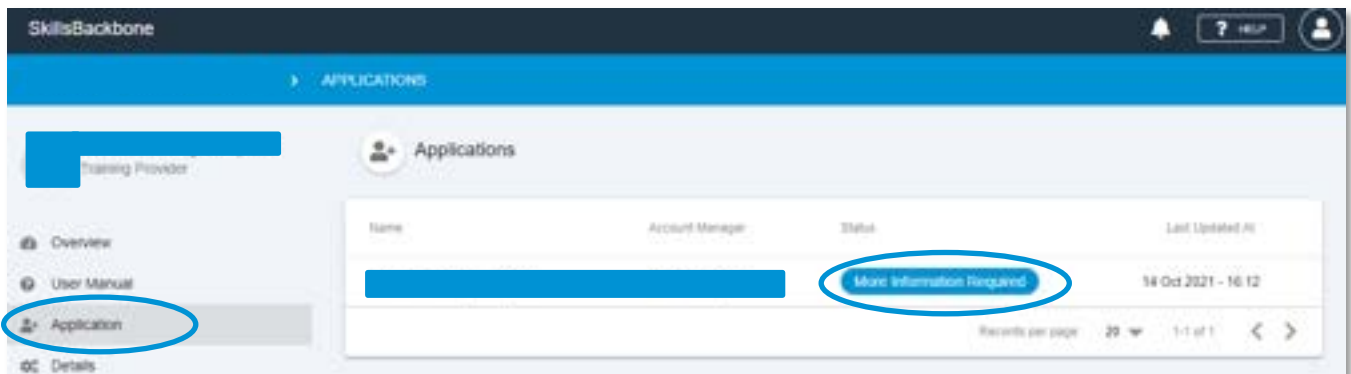 SkillsBackbone
? HELP
> APPLICATIONS
Training Provider
Applications
Name Account Manager Status Last Updated At
Overview
User Manual
More Information Required 14 Oct 2021 - 16:12
Application
Records per page 20 1-1 of 1 < >
Details